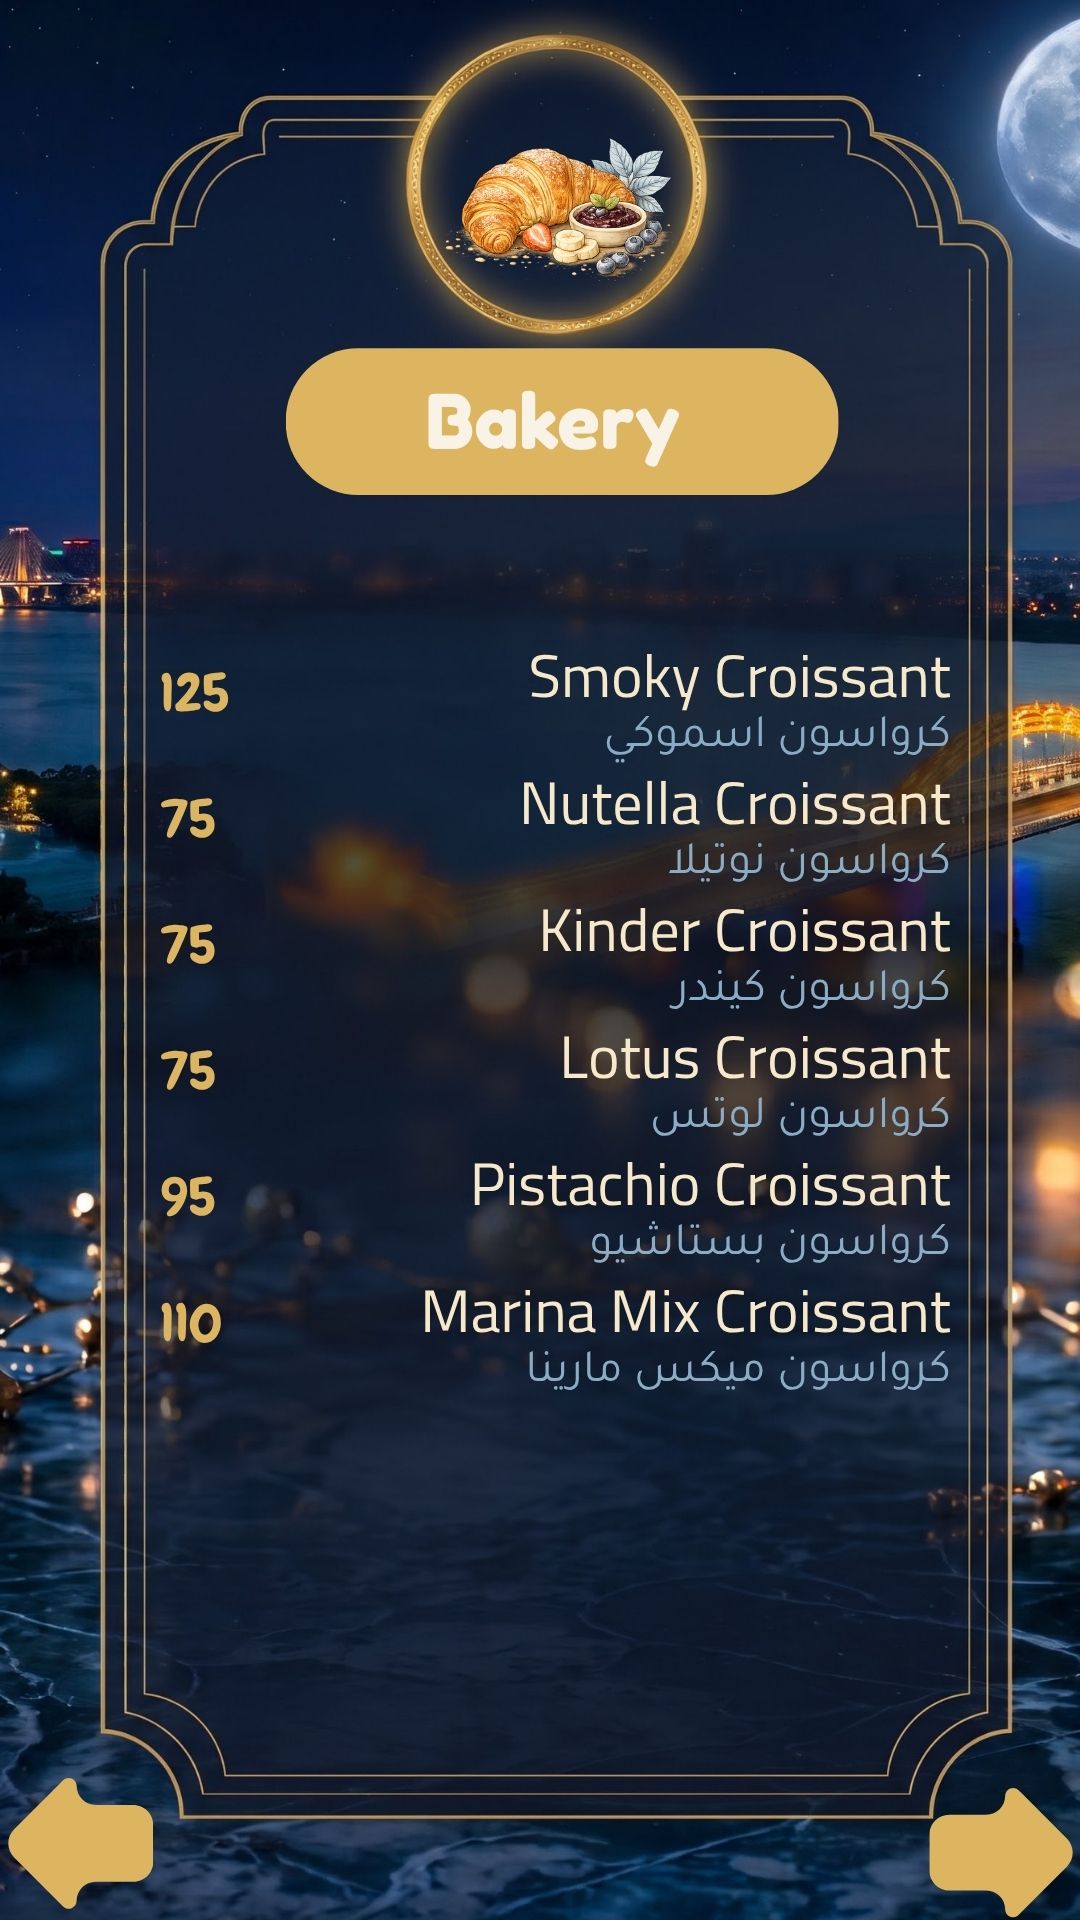 Bakery
125 Smoky Croissant
كرواسون اسموكي
75 Nutella Croissant
كرواسون نوتيلا
75 Kinder Croissant
كرواسون كيندر
75 Lotus Croissant
كرواسون لوتس
95 Pistachio Croissant
كرواسون بستاشيو
110 Marina Mix Croissant
كرواسون ميكس مارينا